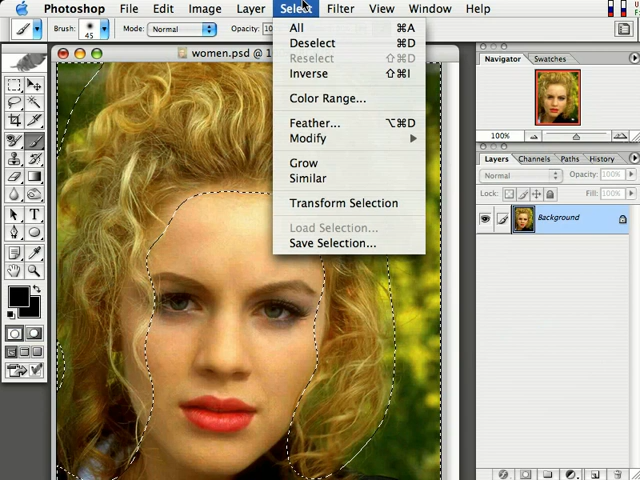 Photoshop File Edit Image Layer Select Filter View Window Help
Brush: 45 Mode: Normal Opacity:
women.psd @ 1
All ⌘A
Deselect ⌘D
Reselect ⇧⌘D
Inverse ⇧⌘I
Color Range...
Feather... ⌥⌘D
Modify
Grow
Similar
Transform Selection
Load Selection...
Save Selection...
Navigator Swatches
100%
Layers Channels Paths History
Normal Opacity: 100%
Lock: Fill: 100%
Background